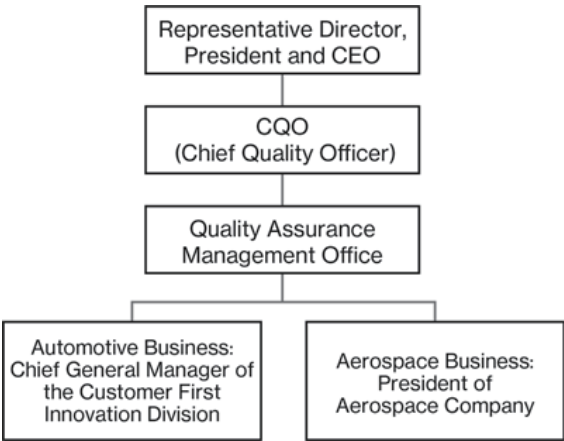 Representative Director,
President and CEO
CQO
(Chief Quality Officer)
Quality Assurance
Management Office
Automotive Business:
Chief General Manager of
the Customer First
Innovation Division
Aerospace Business:
President of
Aerospace Company